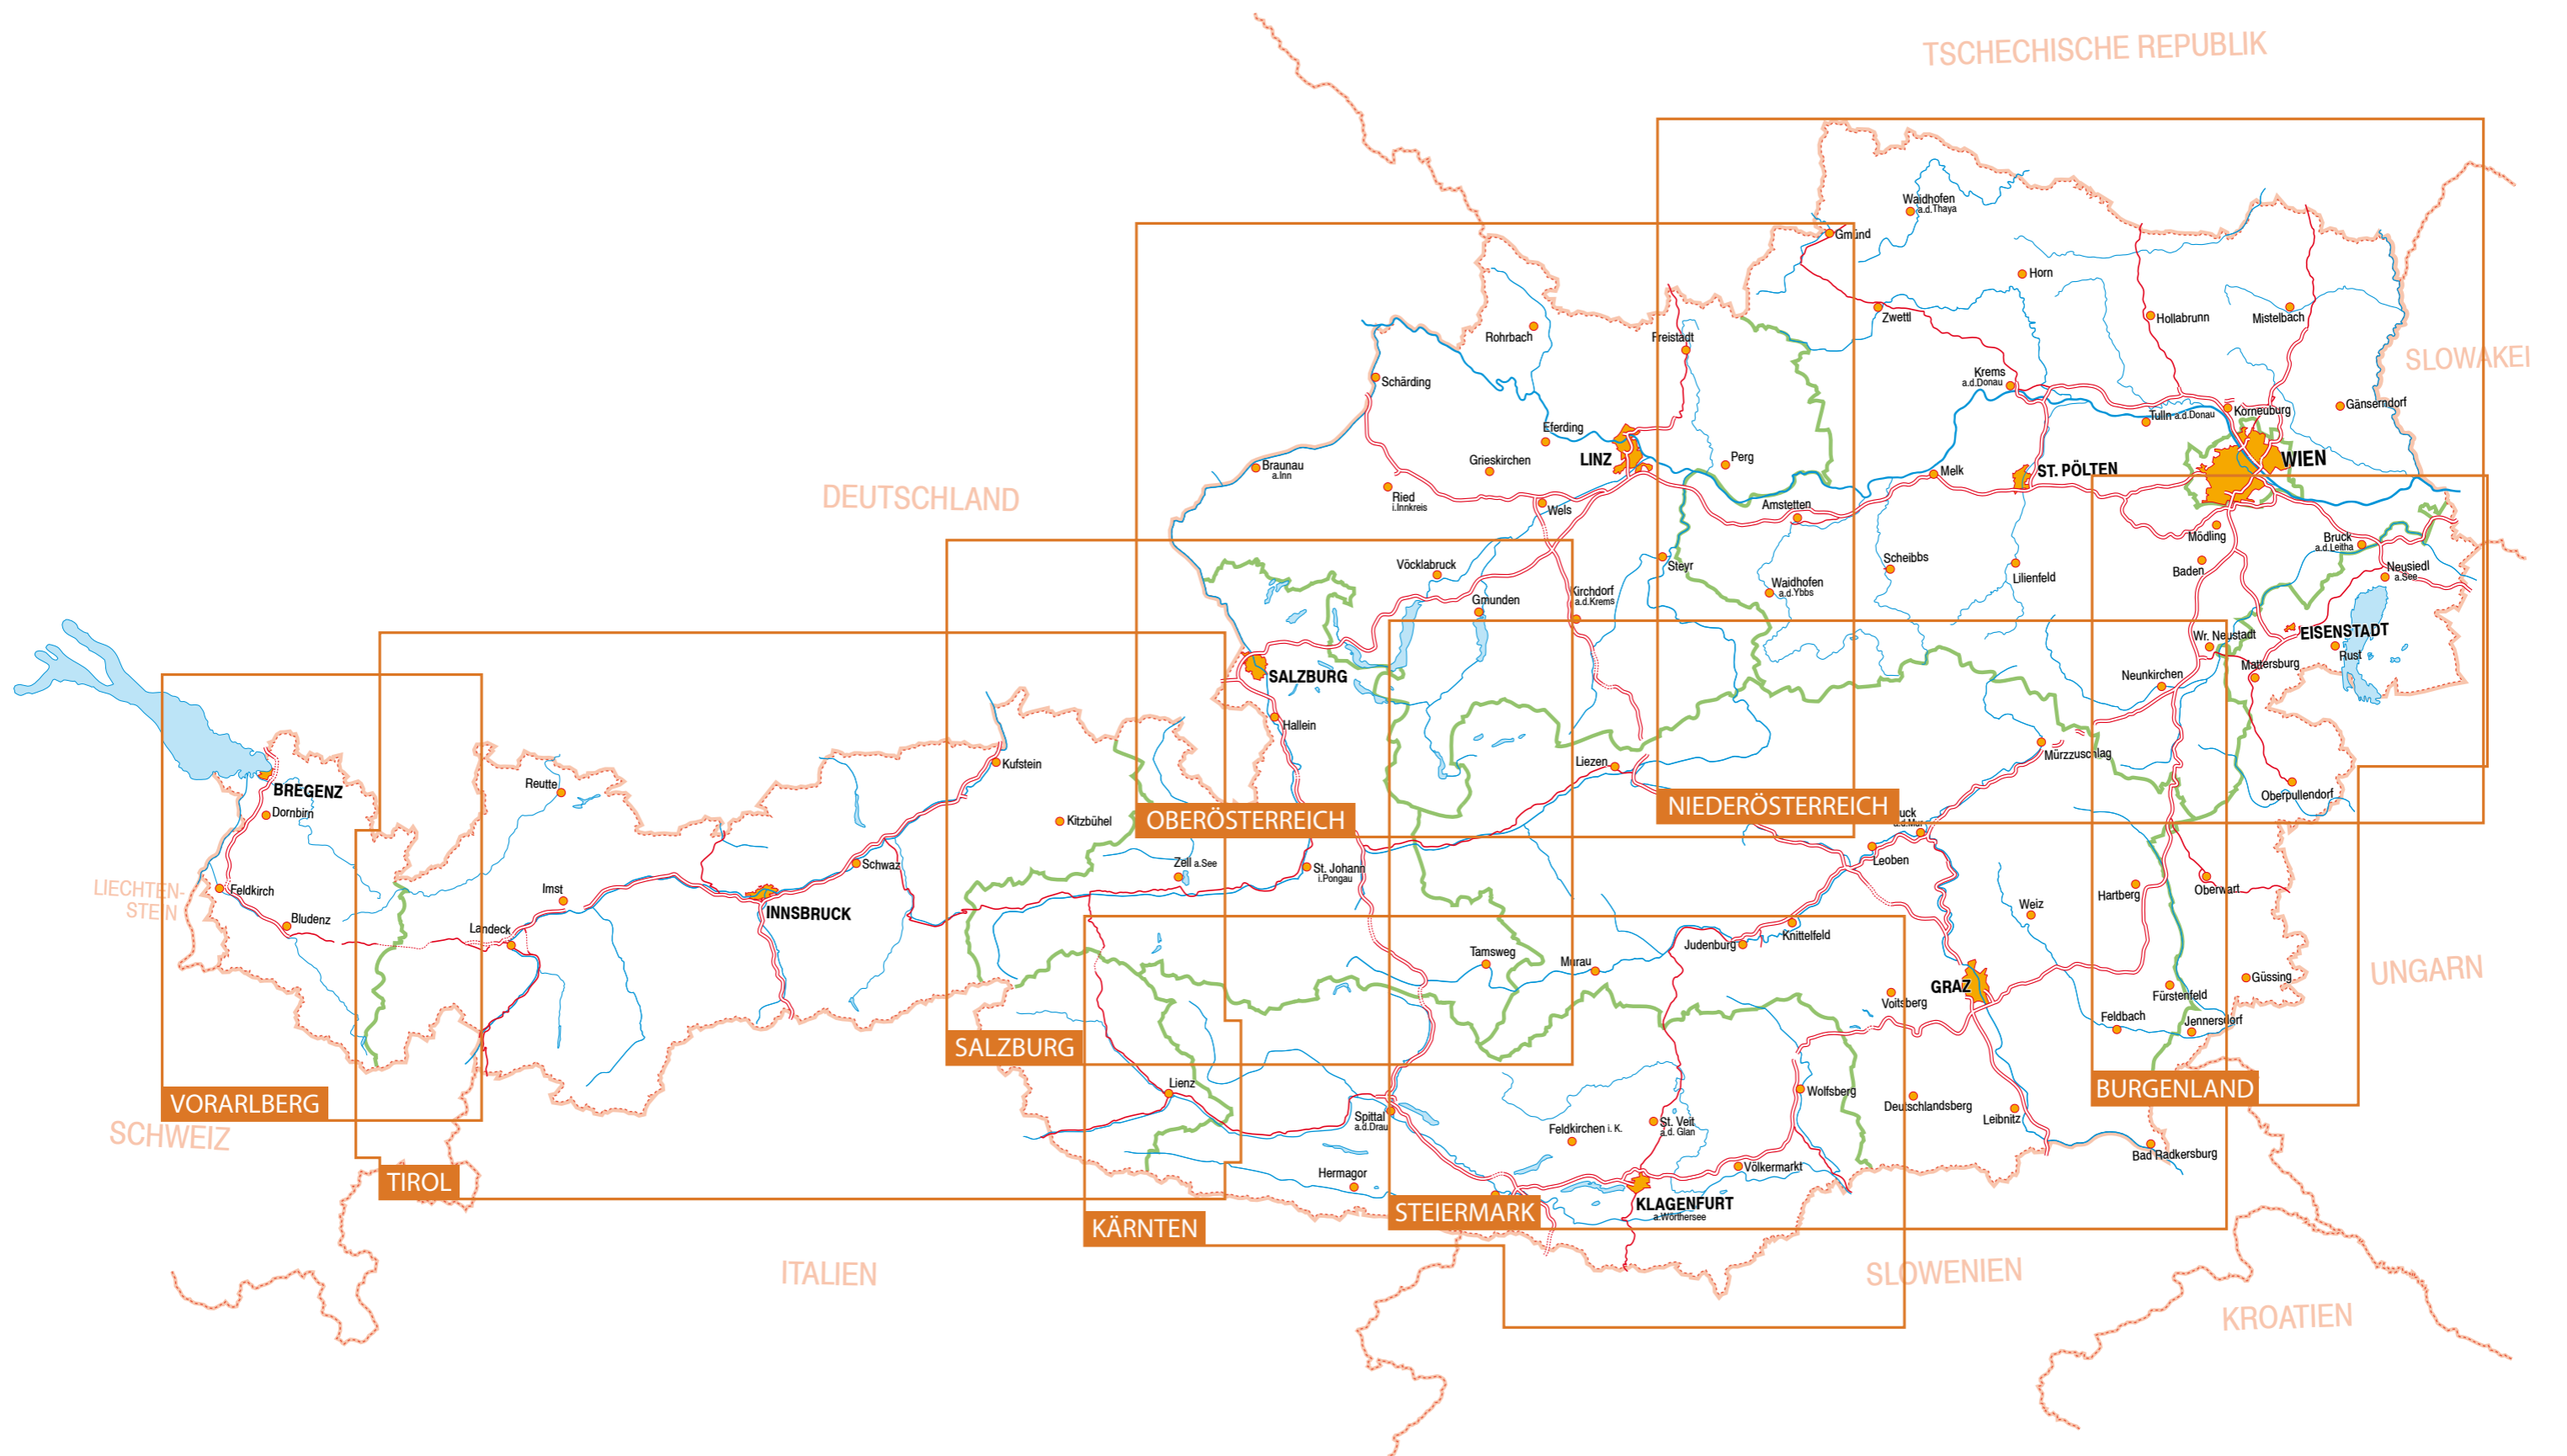 TSCHECHISCHE REPUBLIK
Waidhofen
a.d.Thaya
Gmünd
Horn
Zwettl
Hollabrunn
Mistelbach
Rohrbach
Freistadt
SLOWAKEI
Schärding
Krems
a.d.Donau
Gänserndorf
Korneuburg
Tulln a.d.Donau
Eferding
LINZ
Grieskirchen
Perg
WIEN
Braunau
a.Inn
Melk
ST. PÖLTEN
DEUTSCHLAND
Ried
i.Innkreis
Wels
Amstetten
Mödling
Bruck
a.d.Leitha
Vöcklabruck
Steyr
Scheibbs
Lilienfeld
Baden
Neusiedl
a.See
Gmunden
Kirchdorf
a.d.Krems
Waidhofen
a.d.Ybbs
Wr. Neustadt
EISENSTADT
Rust
Mattersburg
SALZBURG
Neunkirchen
Hallein
Mürzzuschlag
Liezen
Kufstein
Reutte
BREGENZ
Dornbirn
Oberpullendorf
NIEDERÖSTERREICH
OBERÖSTERREICH
Kitzbühel
uck
a.d.Mur
Leoben
Zell a.See
St. Johann
i.Pongau
Schwaz
LIECHTEN-
STEIN
Feldkirch
Imst
Hartberg
Oberwart
Bludenz
INNSBRUCK
Landeck
Weiz
Judenburg
Knittelfeld
Tamsweg
Murau
UNGARN
Güssing
GRAZ
Voitsberg
Fürstenfeld
Feldbach
Jennersdorf
SALZBURG
Lienz
Wolfsberg
BURGENLAND
VORARLBERG
Deutschlandsberg
Leibnitz
Spittal
a.d.Drau
Feldkirchen i. K.
St. Veit
a.d. Glan
SCHWEIZ
Bad Radkersburg
Völkermarkt
Hermagor
TIROL
KLAGENFURT
a.Wörthersee
STEIERMARK
KÄRNTEN
ITALIEN
SLOWENIEN
KROATIEN